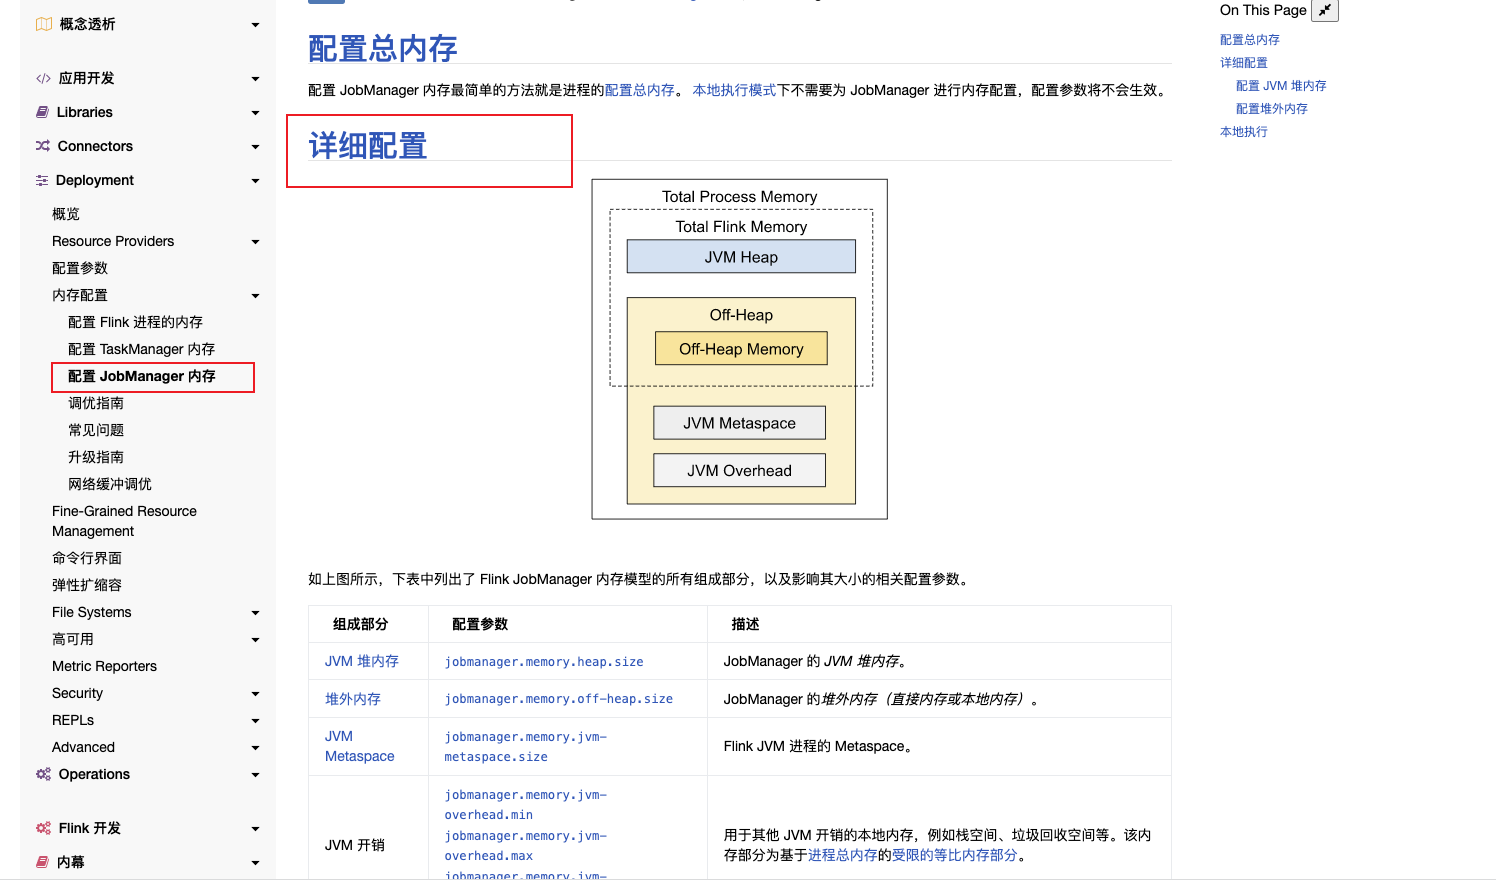 概念透析
应用开发
Libraries
Connectors
Deployment
概览
Resource Providers
配置参数
内存配置
配置 Flink 进程的内存
配置 TaskManager 内存
配置 JobManager 内存
调优指南
常见问题
升级指南
网络缓冲调优
Fine-Grained Resource
Management
命令行界面
弹性扩缩容
File Systems
高可用
Metric Reporters
Security
REPLs
Advanced
Operations
Flink 开发
内幕
配置总内存
配置 JobManager 内存最简单的方法就是进程的配置总内存。 本地执行模式下不需要为 JobManager 进行内存配置，配置参数将不会生效。
详细配置
Total Process Memory
Total Flink Memory
JVM Heap
Off-Heap
Off-Heap Memory
JVM Metaspace
JVM Overhead
如上图所示，下表中列出了 Flink JobManager 内存模型的所有组成部分，以及影响其大小的相关配置参数。
组成部分 配置参数 描述
JVM 堆内存 jobmanager.memory.heap.size JobManager 的 JVM 堆内存。
堆外内存 jobmanager.memory.off-heap.size JobManager 的堆外内存（直接内存或本地内存）。
JVM
Metaspace
jobmanager.memory.jvm-
metaspace.size
Flink JVM 进程的 Metaspace。
JVM 开销
jobmanager.memory.jvm-
overhead.min
jobmanager.memory.jvm-
overhead.max
jobmanager.memory.jvm-
用于其他 JVM 开销的本地内存，例如栈空间、垃圾回收空间等。该内
存部分为基于进程总内存的受限的等比内存部分。
On This Page
配置总内存
详细配置
配置 JVM 堆内存
配置堆外内存
本地执行